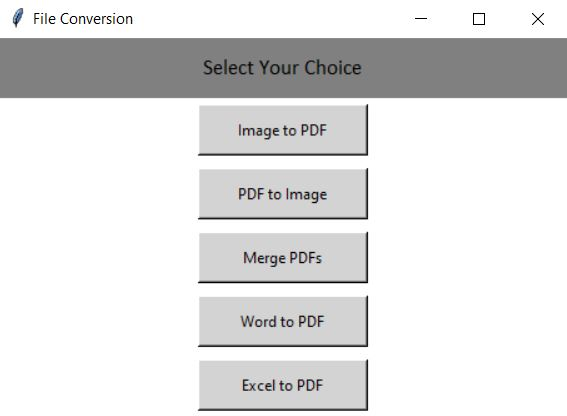 File Conversion
Select Your Choice
Image to PDF
PDF to Image
Merge PDFs
Word to PDF
Excel to PDF